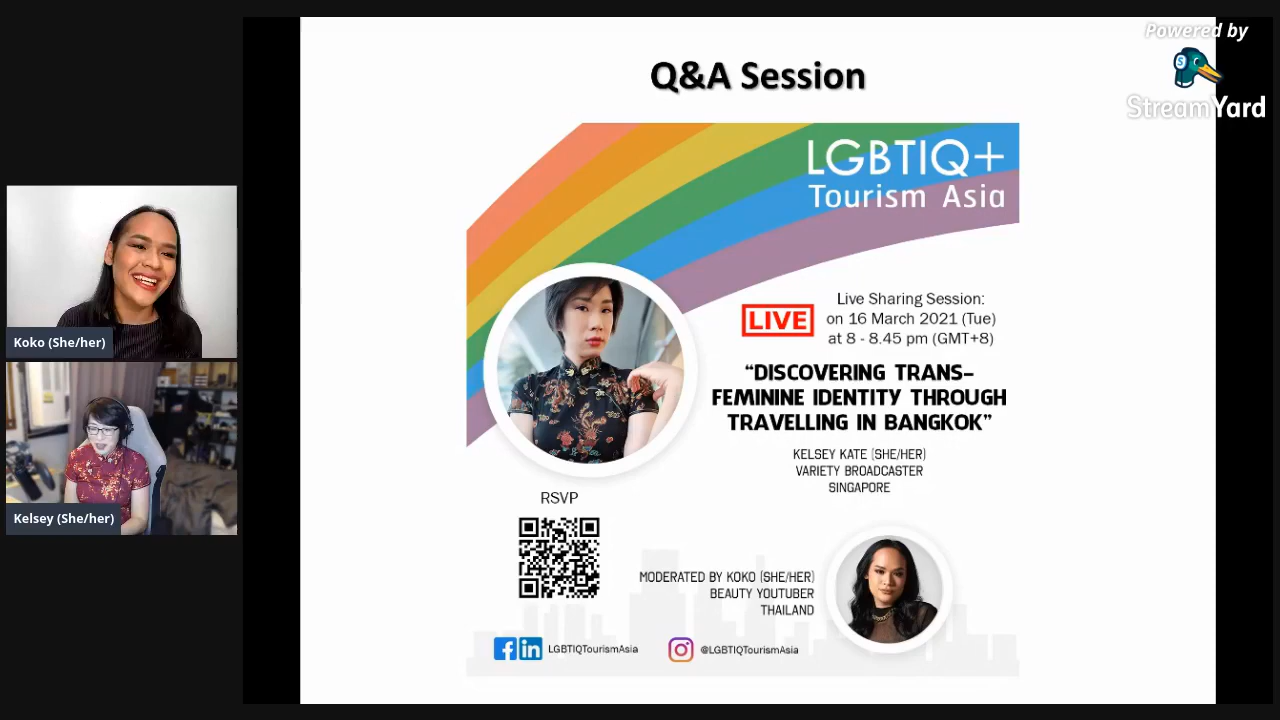 Powered by
StreamYard
Q&A Session
LGBTIQ+
Tourism Asia
LIVE
Live Sharing Session:
on 16 March 2021 (Tue)
at 8 - 8.45 pm (GMT+8)
“DISCOVERING TRANS-
FEMININE IDENTITY THROUGH
TRAVELLING IN BANGKOK”
KELSEY KATE (SHE/HER)
VARIETY BROADCASTER
SINGAPORE
RSVP
MODERATED BY KOKO (SHE/HER)
BEAUTY YOUTUBER
THAILAND
LGBTIQTourismAsia
@LGBTIQTourismAsia
Koko (She/her)
Kelsey (She/her)